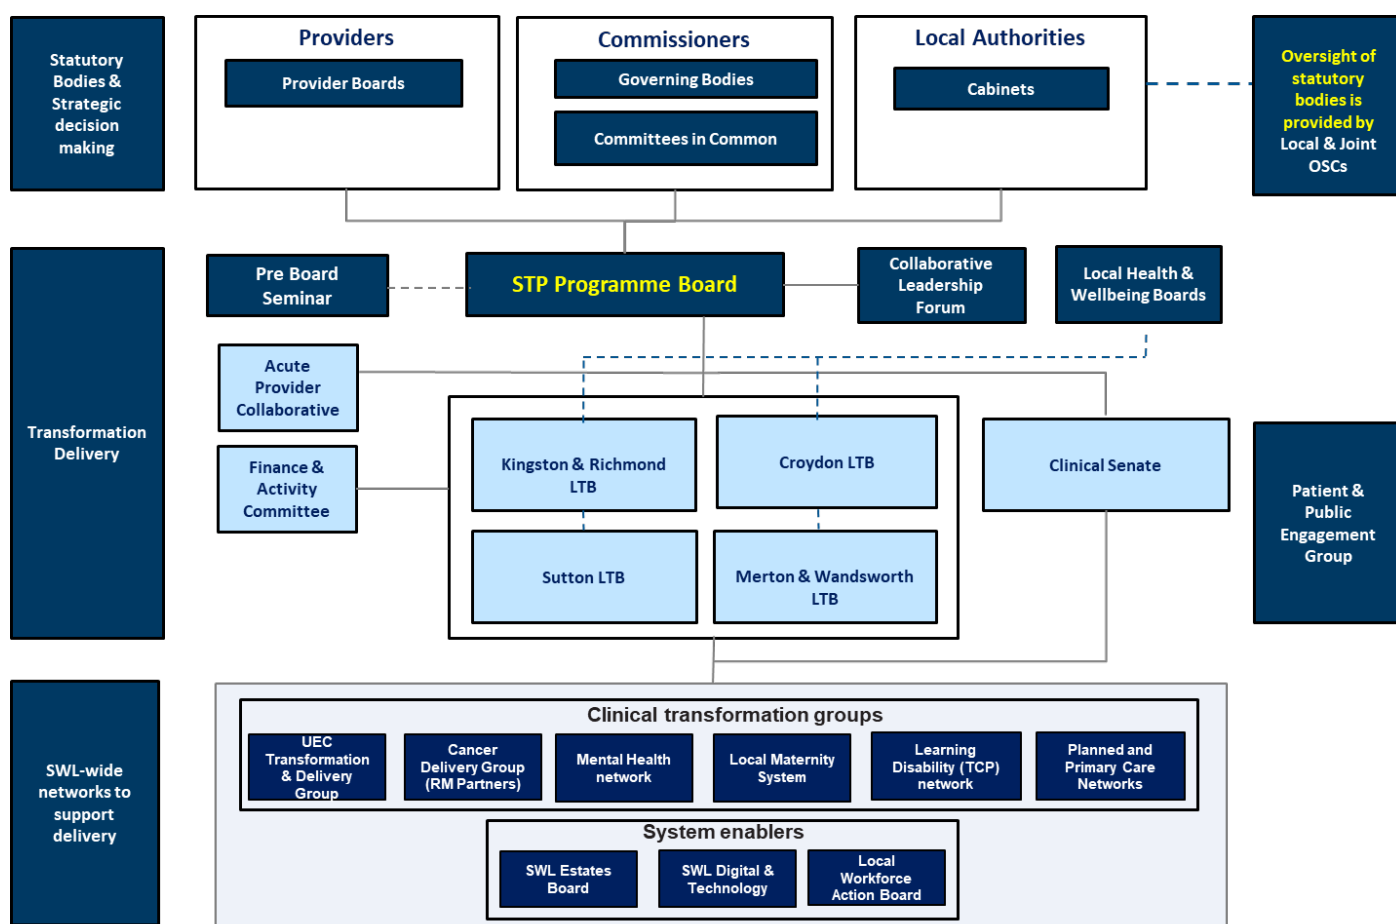 Statutory
Bodies &
Strategic
decision
making
Providers
Provider Boards
Commissioners
Governing Bodies
Committees in Common
Local Authorities
Cabinets
Oversight of
statutory
bodies is
provided by
Local & Joint
OSCs
Transformation
Delivery
Pre Board
Seminar
STP Programme Board
Collaborative
Leadership
Forum
Local Health &
Wellbeing Boards
Acute
Provider
Collaborative
Finance &
Activity
Committee
Kingston & Richmond
LTB
Croydon LTB
Sutton LTB
Merton & Wandsworth
LTB
Clinical Senate
Patient &
Public
Engagement
Group
SWL-wide
networks to
support
delivery
Clinical transformation groups
UEC
Transformation
& Delivery
Group
Cancer
Delivery Group
(RM Partners)
Mental Health
network
Local Maternity
System
Learning
Disability (TCP)
network
Planned and
Primary Care
Networks
System enablers
SWL Estates
Board
SWL Digital &
Technology
Local
Workforce
Action Board